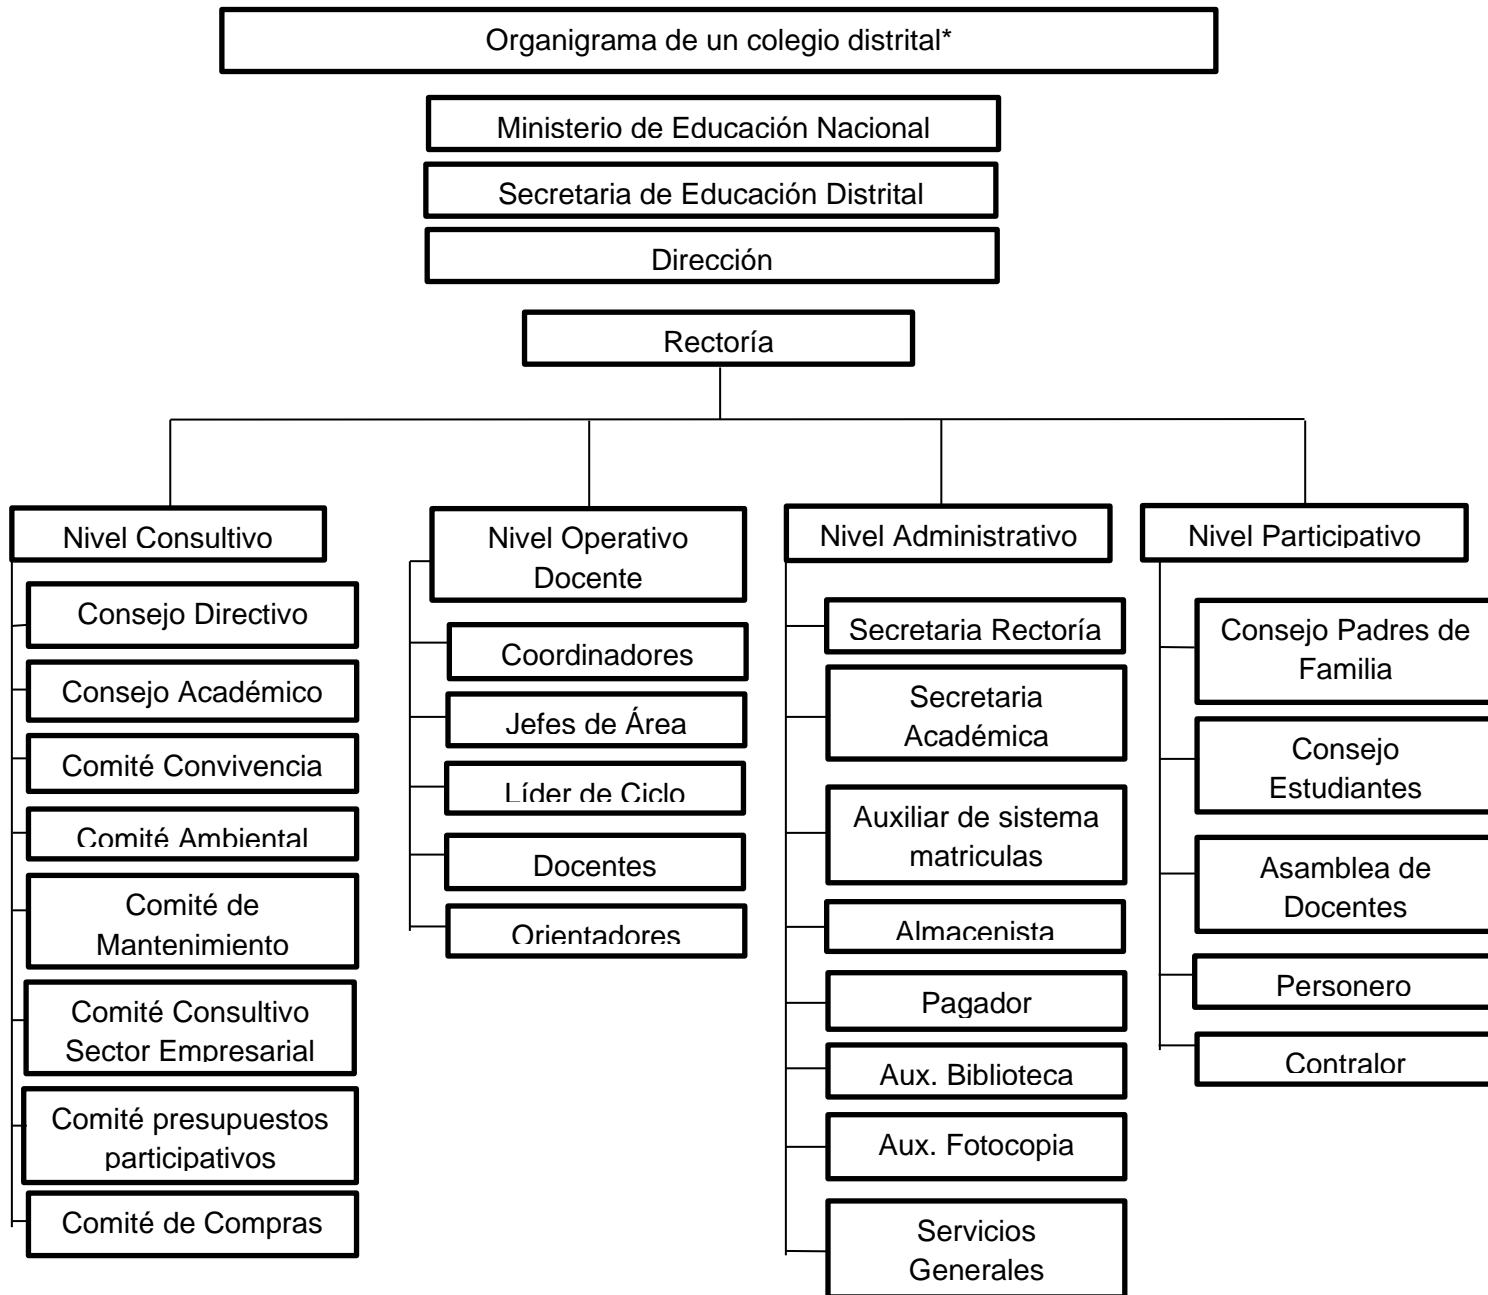 Organigrama de un colegio distrital*
Ministerio de Educación Nacional
Secretaria de Educación Distrital
Dirección
Rectoría
Nivel Consultivo
Consejo Directivo
Consejo Académico
Comité Convivencia
Comité Ambiental
Comité de
Mantenimiento
Comité Consultivo
Sector Empresarial
Comité presupuestos
participativos
Comité de Compras
Nivel Operativo
Docente
Coordinadores
Jefes de Área
Líder de Ciclo
Docentes
Orientadores
Nivel Administrativo
Secretaria Rectoría
Secretaria
Académica
Auxiliar de sistema
matriculas
Almacenista
Pagador
Aux. Biblioteca
Aux. Fotocopia
Servicios
Generales
Nivel Participativo
Consejo Padres de
Familia
Consejo
Estudiantes
Asamblea de
Docentes
Personero
Contralor